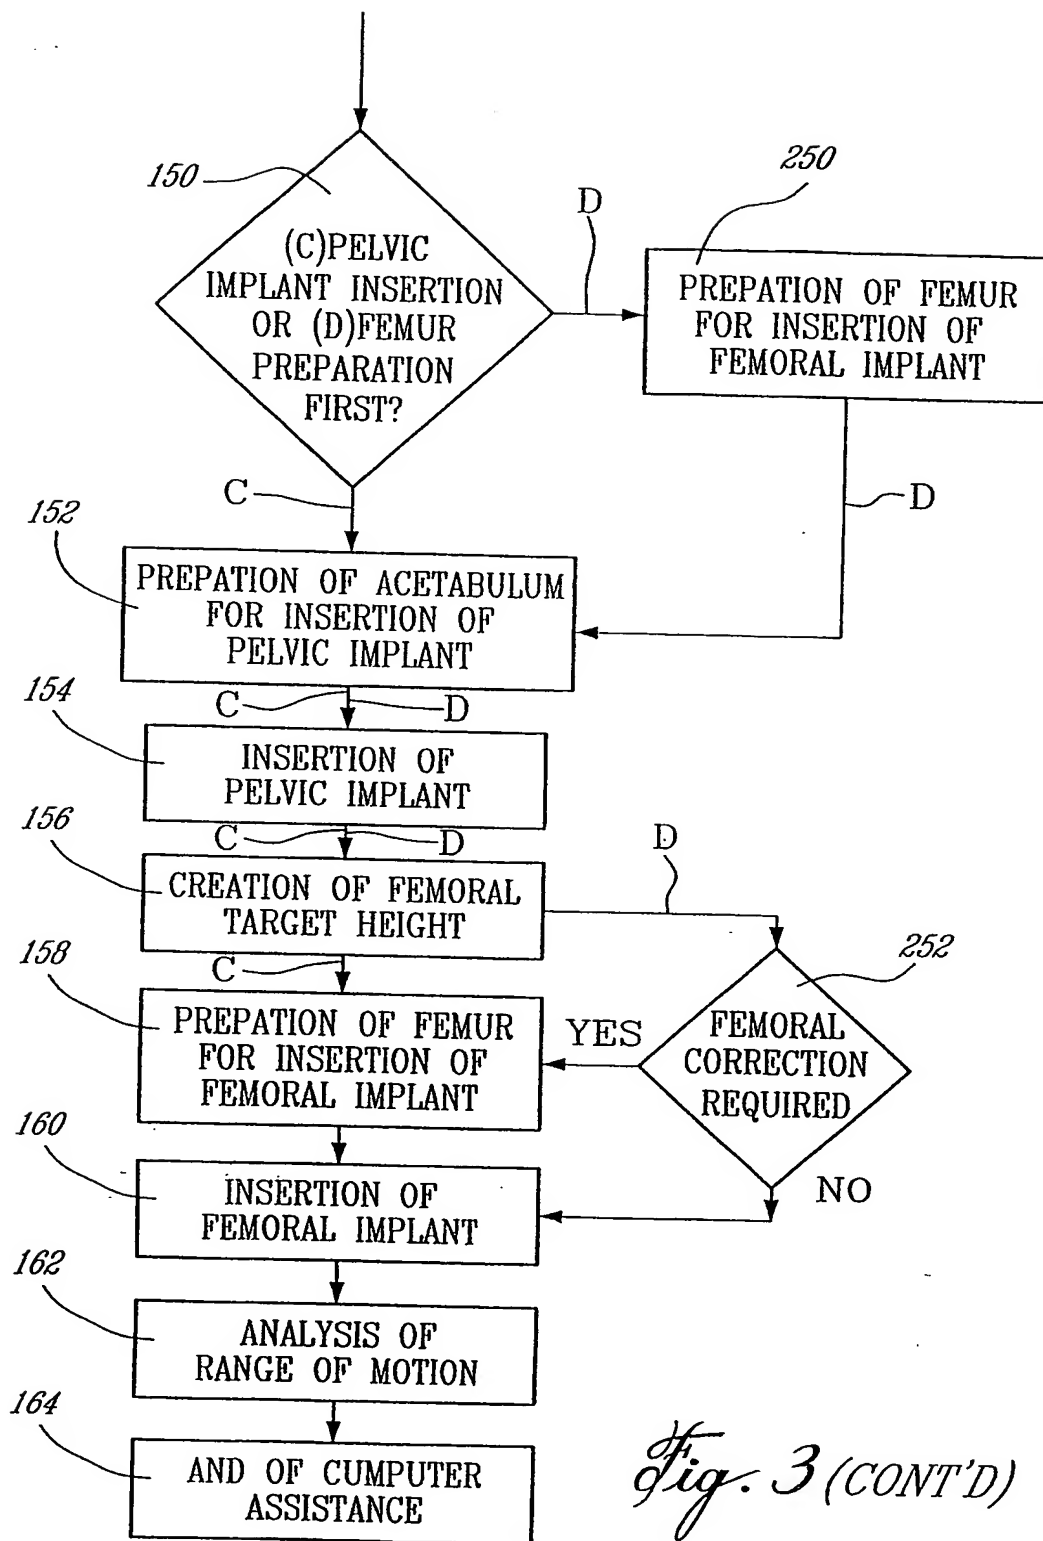 150
(C)PELVIC
IMPLANT INSERTION
OR (D)FEMUR
PREPARATION
FIRST?
D
250
PREPATION OF FEMUR
FOR INSERTION OF
FEMORAL IMPLANT
C
D
152
PREPATION OF ACETABULUM
FOR INSERTION OF
PELVIC IMPLANT
C
D
154
INSERTION OF
PELVIC IMPLANT
C
D
156
CREATION OF FEMORAL
TARGET HEIGHT
D
C
252
FEMORAL
CORRECTION
REQUIRED
YES
NO
158
PREPATION OF FEMUR
FOR INSERTION OF
FEMORAL IMPLANT
160
INSERTION OF
FEMORAL IMPLANT
162
ANALYSIS OF
RANGE OF MOTION
164
AND OF CUMPUTER
ASSISTANCE
Fig. 3 (CONT'D)